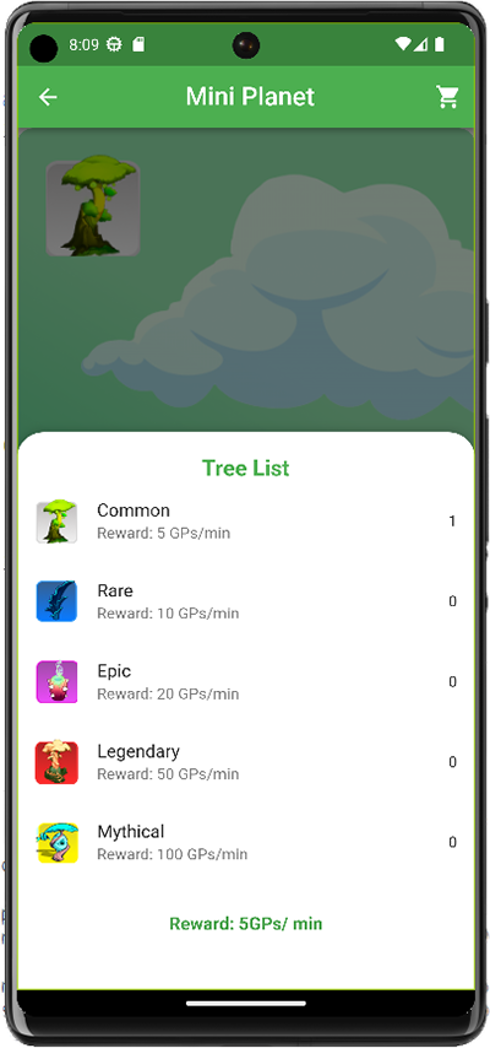 8:09
Mini Planet
Tree List
Common
1
Reward: 5 GPs/min
Rare
0
Reward: 10 GPs/min
Epic
0
Reward: 20 GPs/min
Legendary
0
Reward: 50 GPs/min
Mythical
0
Reward: 100 GPs/min
Reward: 5GPs/ min